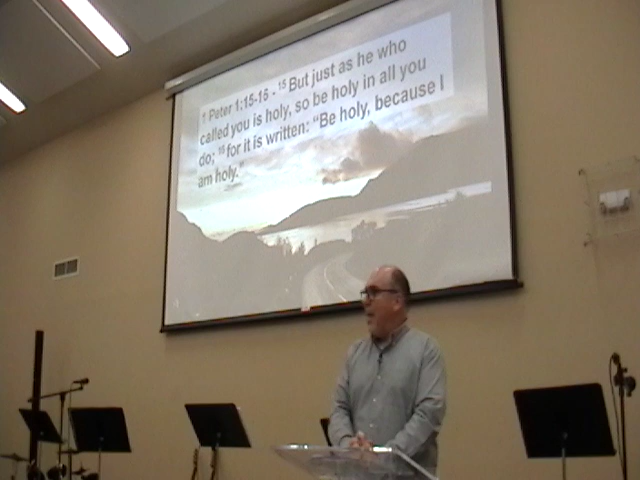 1 Peter 1:15-16 - 15 But just as he who
called you is holy, so be holy in all you
do; 16 for it is written: “Be holy, because I
am holy.”